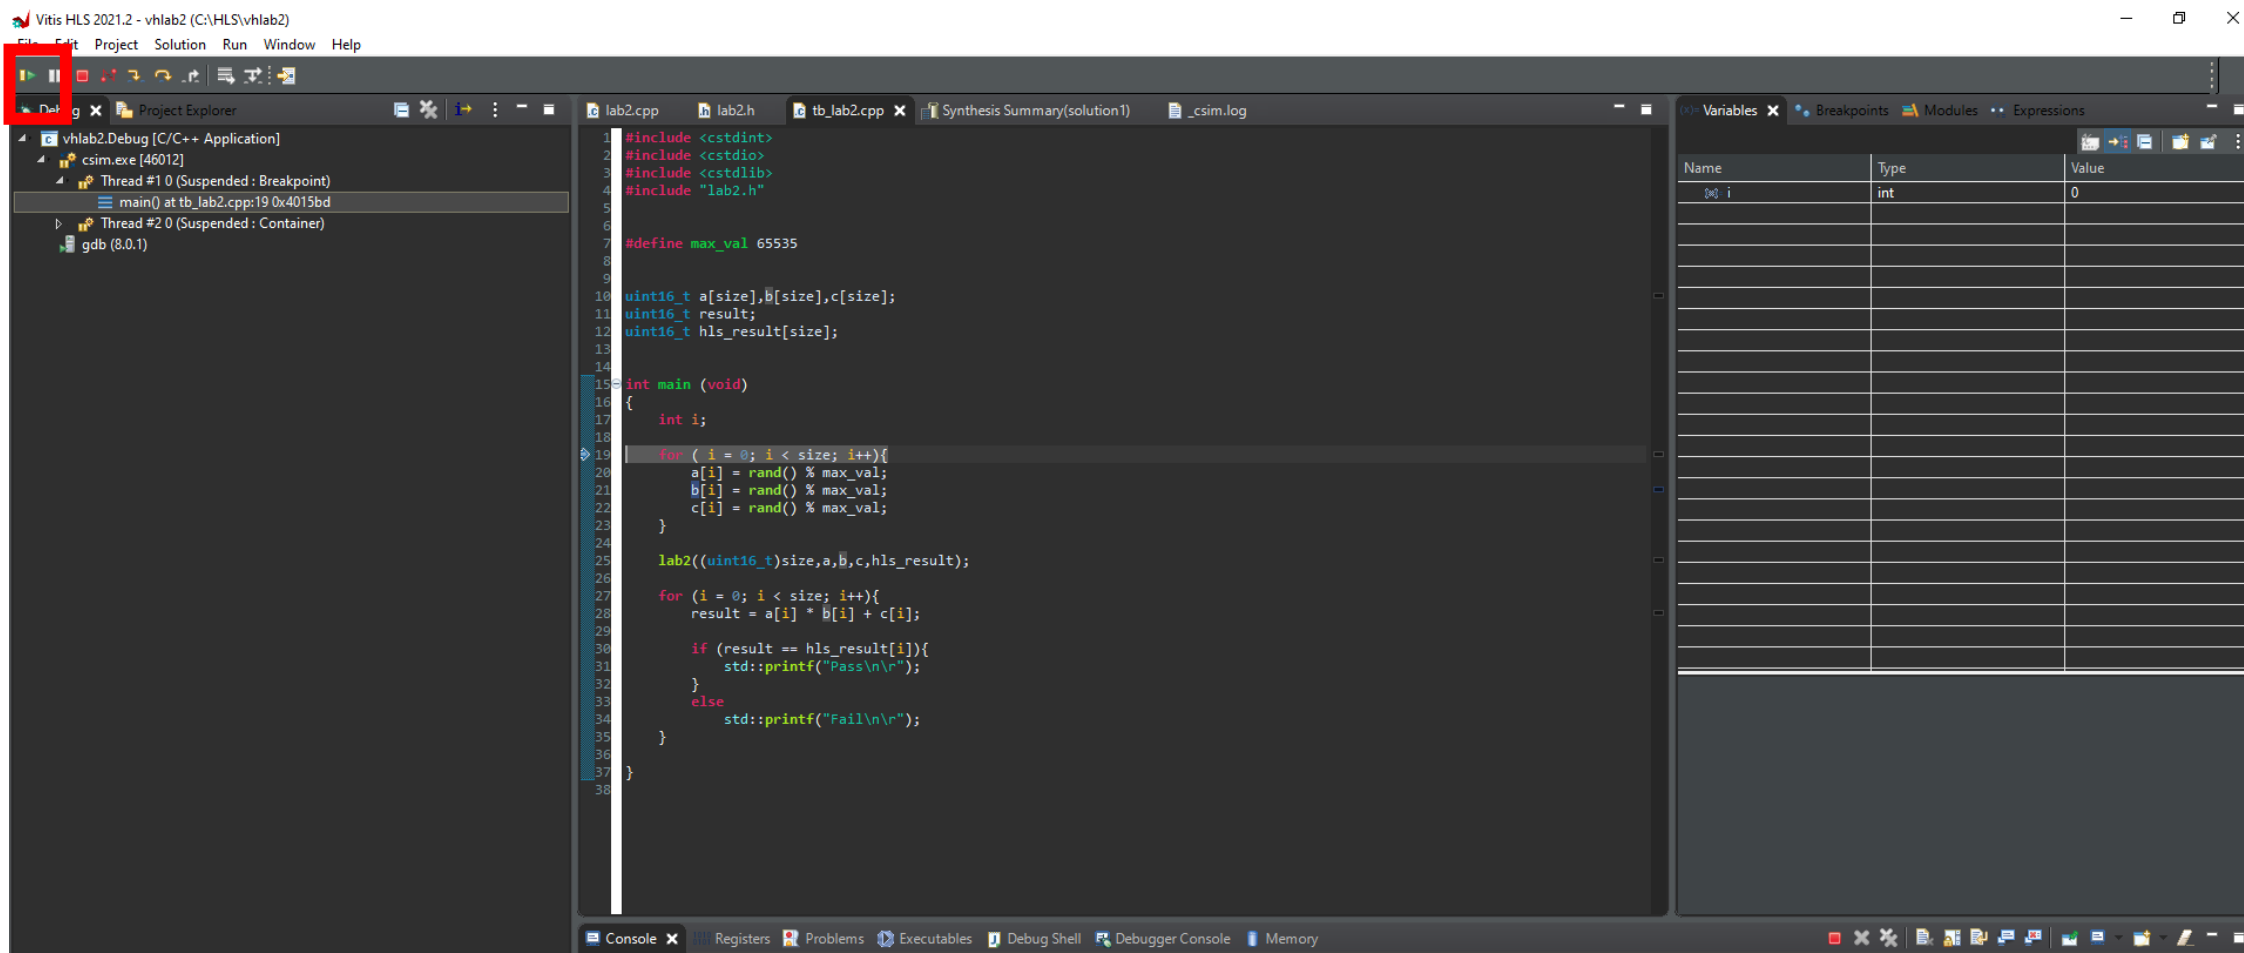 Vitis HLS 2021.2 - vhlab2 (C:\HLS\vhlab2)
File Edit Project Solution Run Window Help
Debug Project Explorer
vhlab2.Debug [C/C++ Application]
csim.exe [46012]
Thread #1 0 (Suspended : Breakpoint)
main() at tb_lab2.cpp:19 0x4015bd
Thread #2 0 (Suspended : Container)
gdb (8.0.1)
lab2.cpp lab2.h tb_lab2.cpp Synthesis Summary(solution1) _csim.log
1 #include <cstdint>
2 #include <cstdio>
3 #include <cstdlib>
4 #include "lab2.h"
5
6
7 #define max_val 65535
8
9
10 uint16_t a[size],b[size],c[size];
11 uint16_t result;
12 uint16_t hls_result[size];
13
14
15 int main (void)
16 {
17 int i;
18
19 for ( i = 0; i < size; i++){
20 a[i] = rand() % max_val;
21 b[i] = rand() % max_val;
22 c[i] = rand() % max_val;
23 }
24
25 lab2((uint16_t)size,a,b,c,hls_result);
26
27 for (i = 0; i < size; i++){
28 result = a[i] * b[i] + c[i];
29
30 if (result == hls_result[i]){
31 std::printf("Pass\n\r");
32 }
33 else
34 std::printf("Fail\n\r");
35 }
36
37 }
38
(x)= Variables Breakpoints Modules Expressions
Name Type Value
i int 0
Console Registers Problems Executables Debug Shell Debugger Console Memory